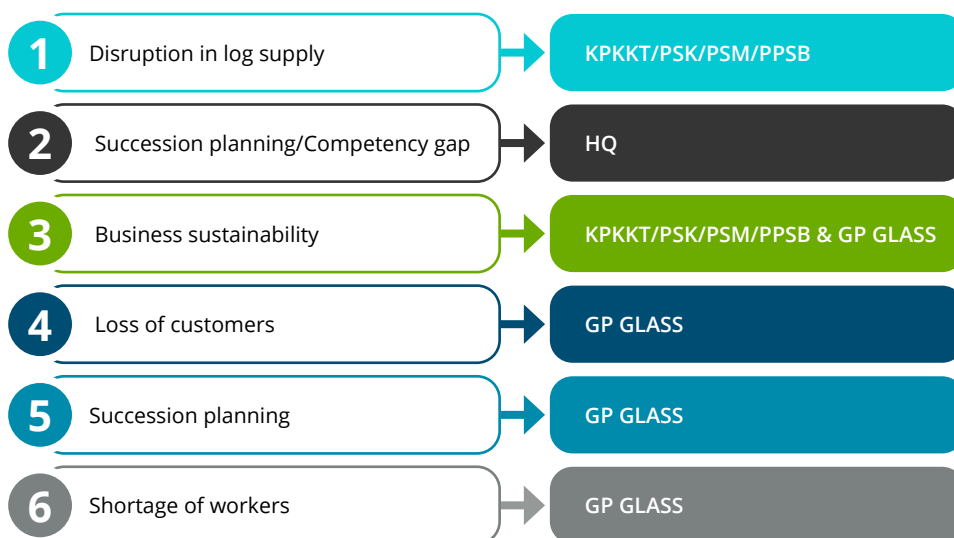 1 Disruption in log supply KPKKT/PSK/PSM/PPSB
2 Succession planning/Competency gap HQ
3 Business sustainability KPKKT/PSK/PSM/PPSB & GP GLASS
4 Loss of customers GP GLASS
5 Succession planning GP GLASS
6 Shortage of workers GP GLASS